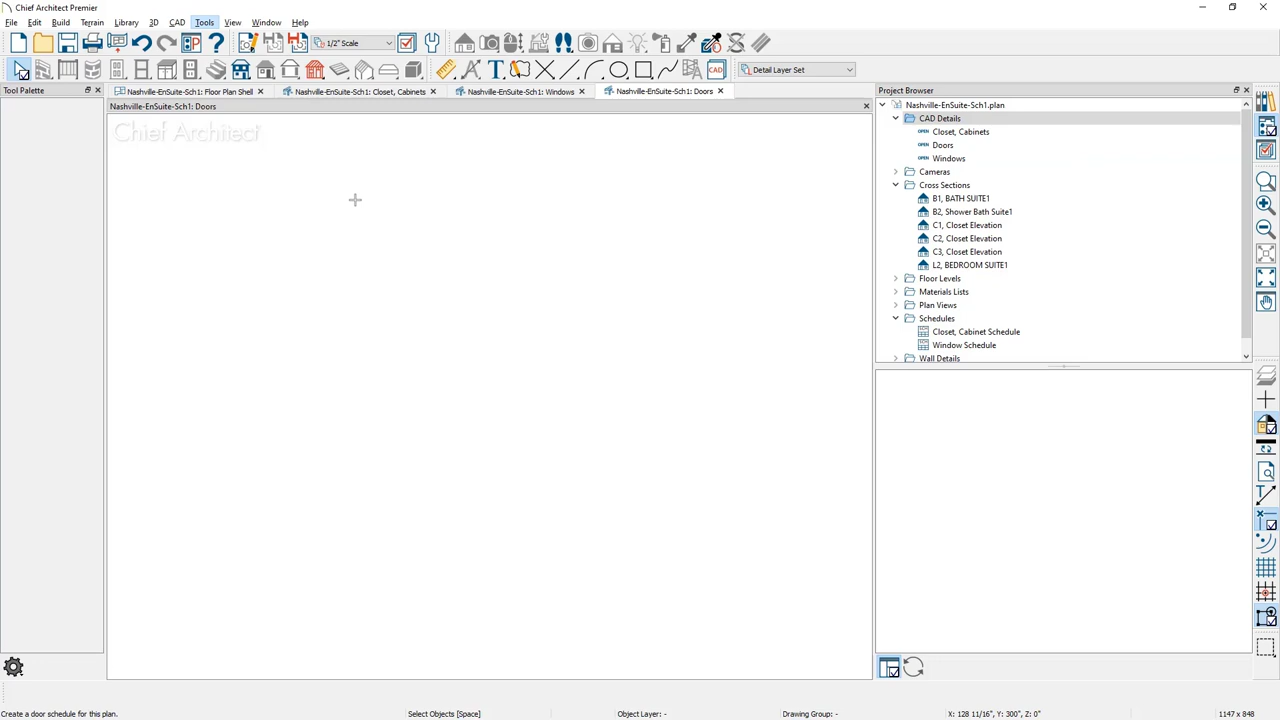 Chief Architect Premier
File Edit Build Terrain Library 3D CAD Tools View Window Help
1/2" Scale
CAD
Detail Layer Set
Tool Palette
Nashville-EnSuite-Sch1: Floor Plan Shell
Nashville-EnSuite-Sch1: Closet, Cabinets
Nashville-EnSuite-Sch1: Windows
Nashville-EnSuite-Sch1: Doors
Project Browser
Nashville-EnSuite-Sch1: Doors
Chief Architect
Nashville-EnSuite-Sch1.plan
CAD Details
OPEN Closet, Cabinets
OPEN Doors
OPEN Windows
Cameras
Cross Sections
B1, BATH SUITE1
B2, Shower Bath Suite1
C1, Closet Elevation
C2, Closet Elevation
C3, Closet Elevation
L2, BEDROOM SUITE1
Floor Levels
Materials Lists
Plan Views
Schedules
Closet, Cabinet Schedule
Window Schedule
Wall Details
Create a door schedule for this plan.
Select Objects [Space]
Object Layer: -
Drawing Group: -
X: 128 11/16", Y: 300", Z: 0"
1147 x 848